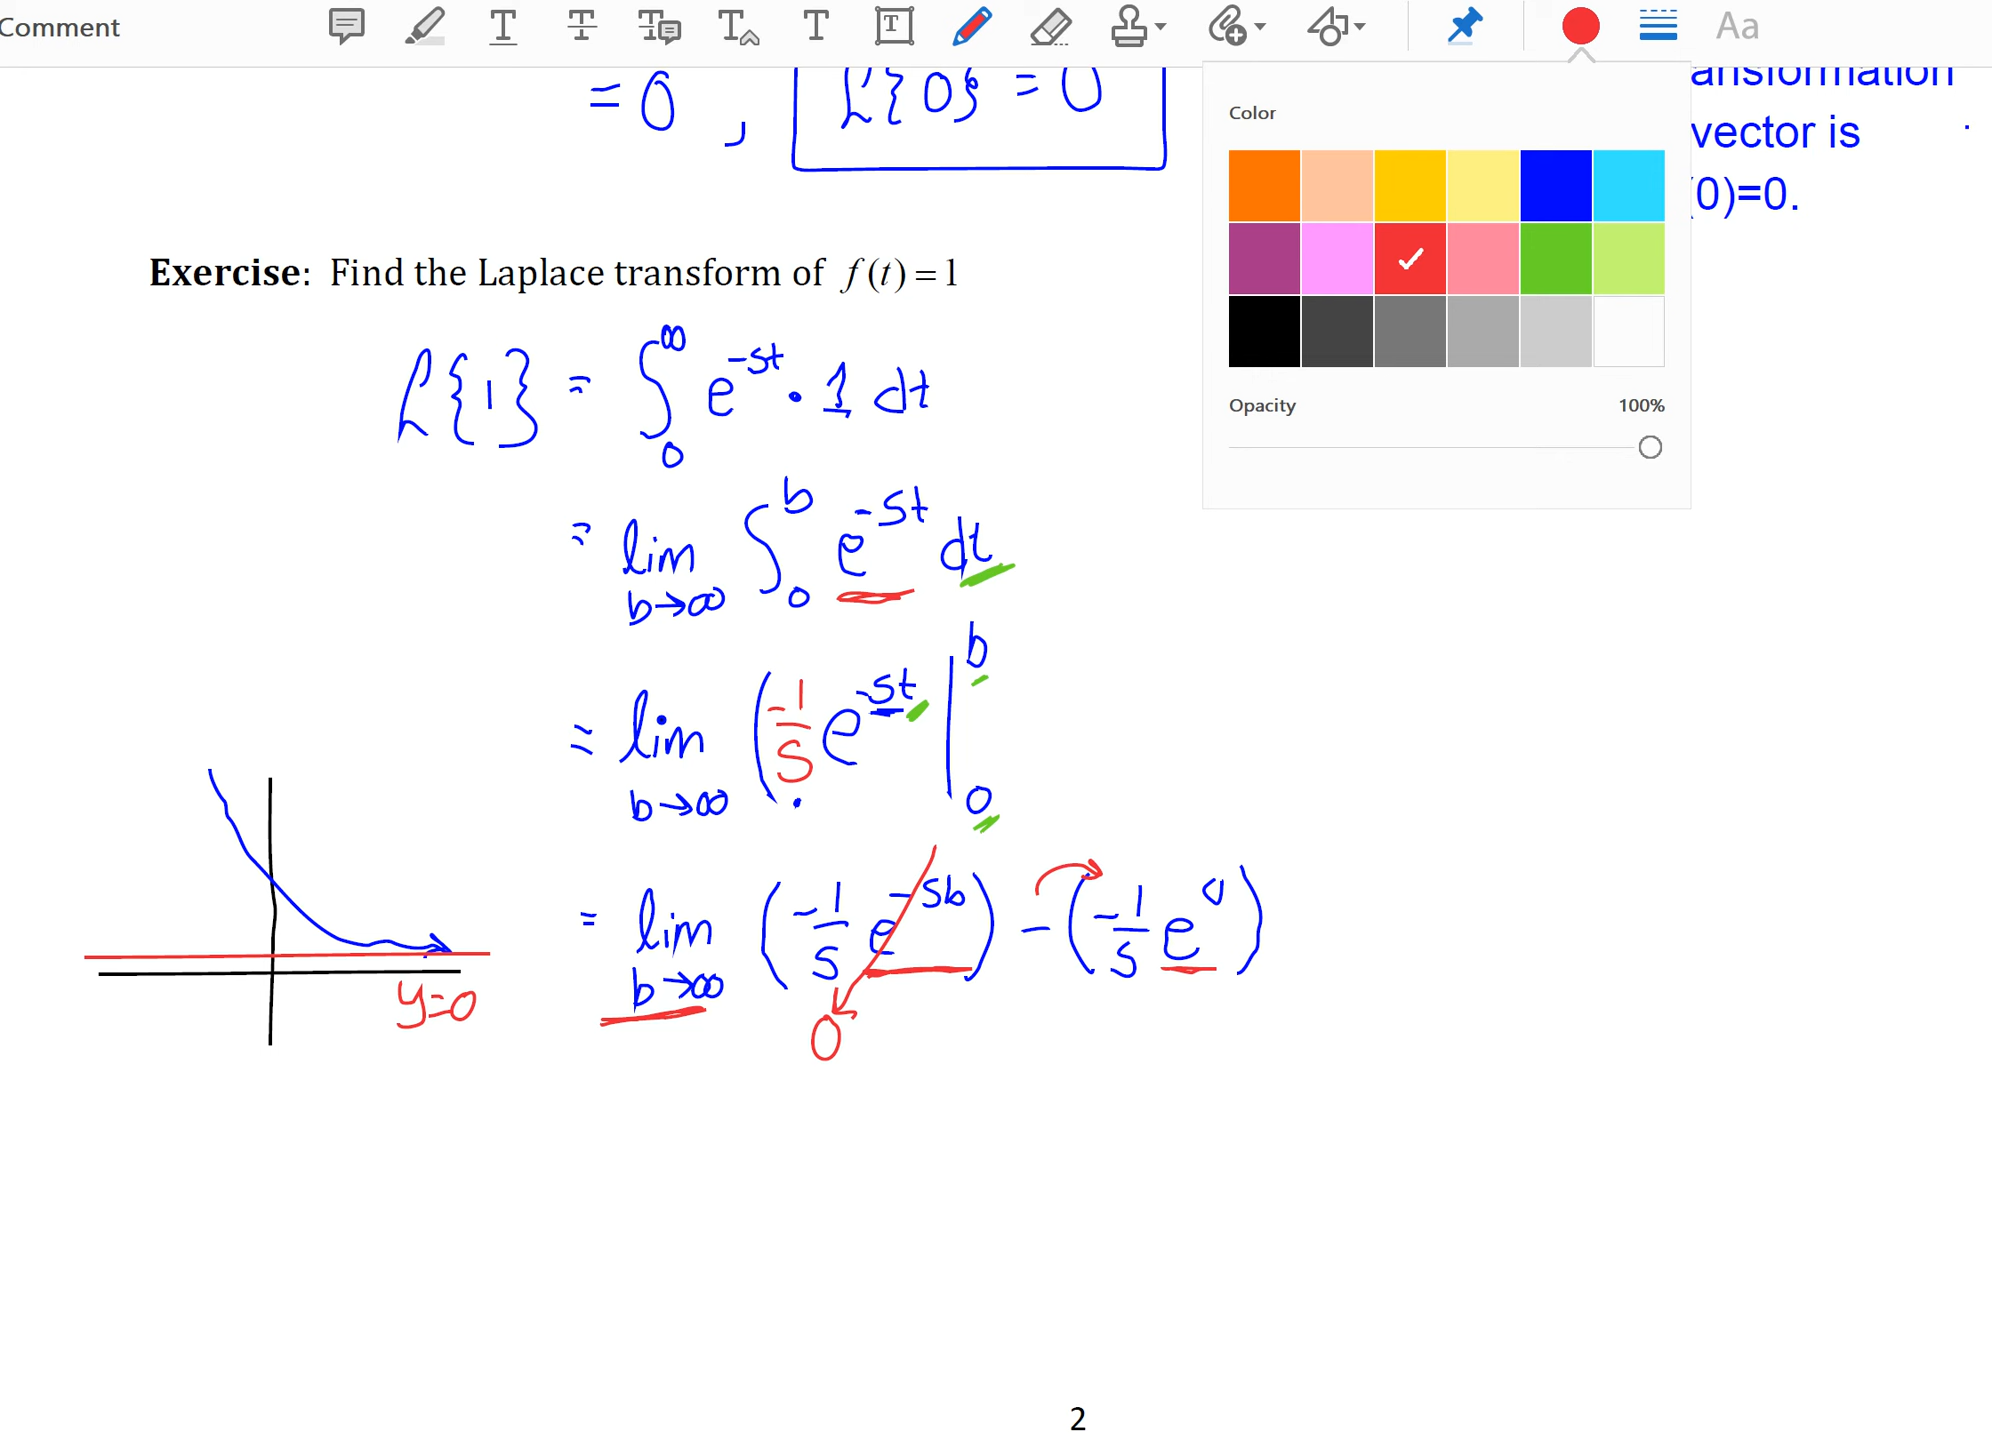 Comment
T T T T T T Aa
= 0 , ℒ{0} = 0
ansformation
vector is
(0)=0.
Color
Opacity 100%
Exercise: Find the Laplace transform of f(t)=1
ℒ{1} = ∫₀^∞ e^{-st} · 1 dt
= lim b→∞ ∫₀^b e^{-st} dt
= lim b→∞ (-1/s e^{-st} |₀^b
= lim b→∞ (-1/s e^{-sb}) - (-1/s e^0)
0
y=0
2